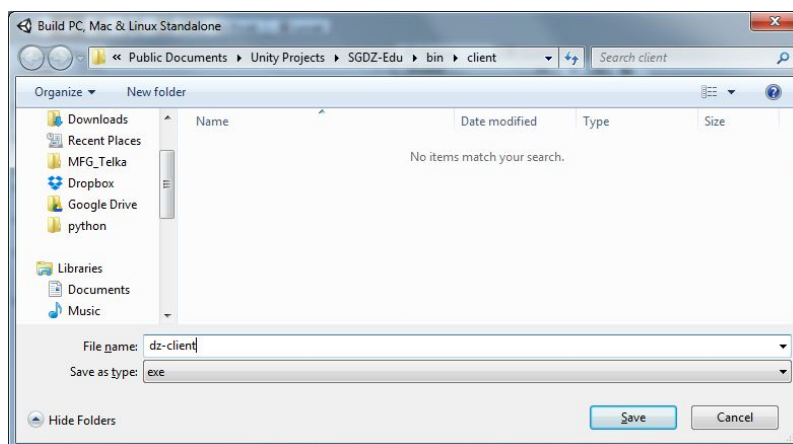 Build PC, Mac & Linux Standalone
« Public Documents ▸ Unity Projects ▸ SGDZ-Edu ▸ bin ▸ client
Search client
Organize
New folder
Downloads
Recent Places
MFG_Telka
Dropbox
Google Drive
python
Libraries
Documents
Music
Name
Date modified
Type
Size
No items match your search.
File name: dz-client
Save as type: exe
Hide Folders
Save
Cancel